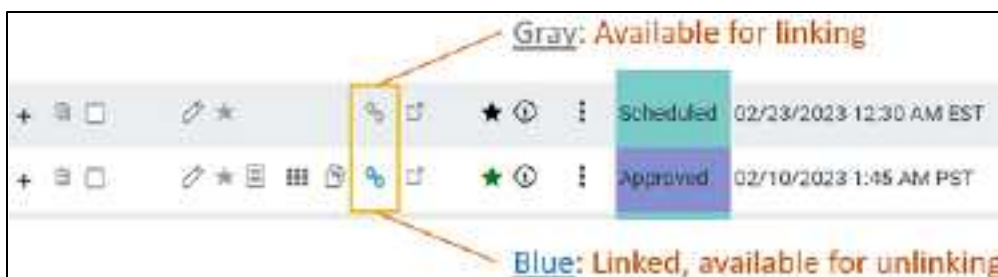 Gray: Available for linking
Scheduled 02/23/2023 12:30 AM EST
Approved 02/10/2023 1:45 AM PST
Blue: Linked, available for unlinking